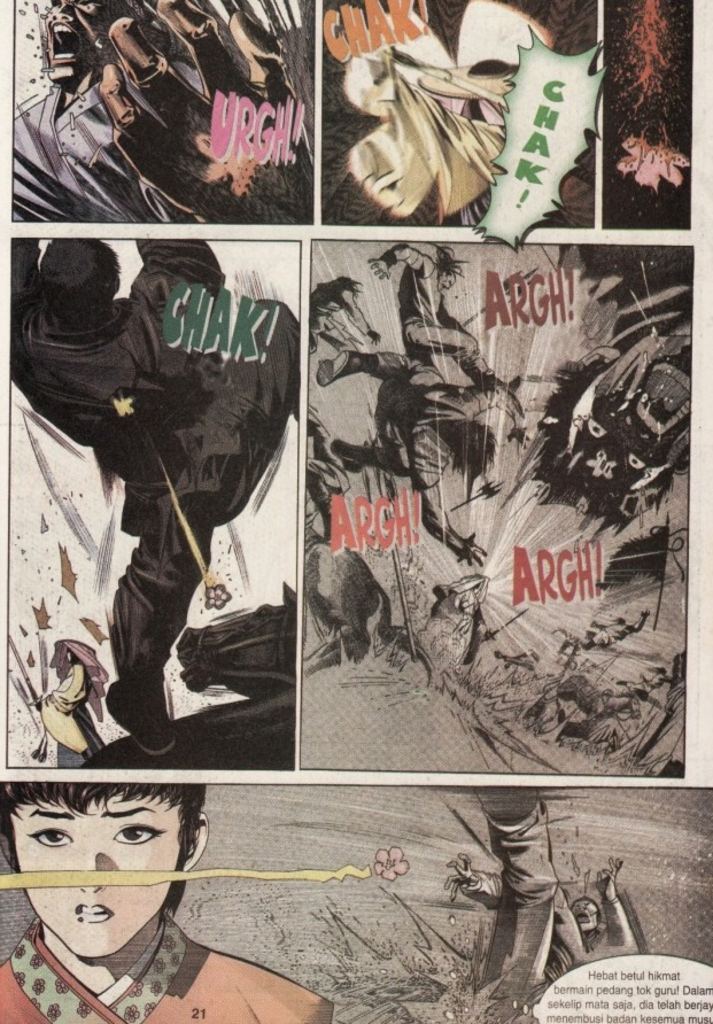 URGH!
CHAK!
CHAK!
CHAK!
ARGH!
ARGH!
ARGH!
Hebat betul hikmat
bermain pedang tok guru! Dalam
sekelip mata saja, dia telah berjay
menembusi badan kesemua musu
21